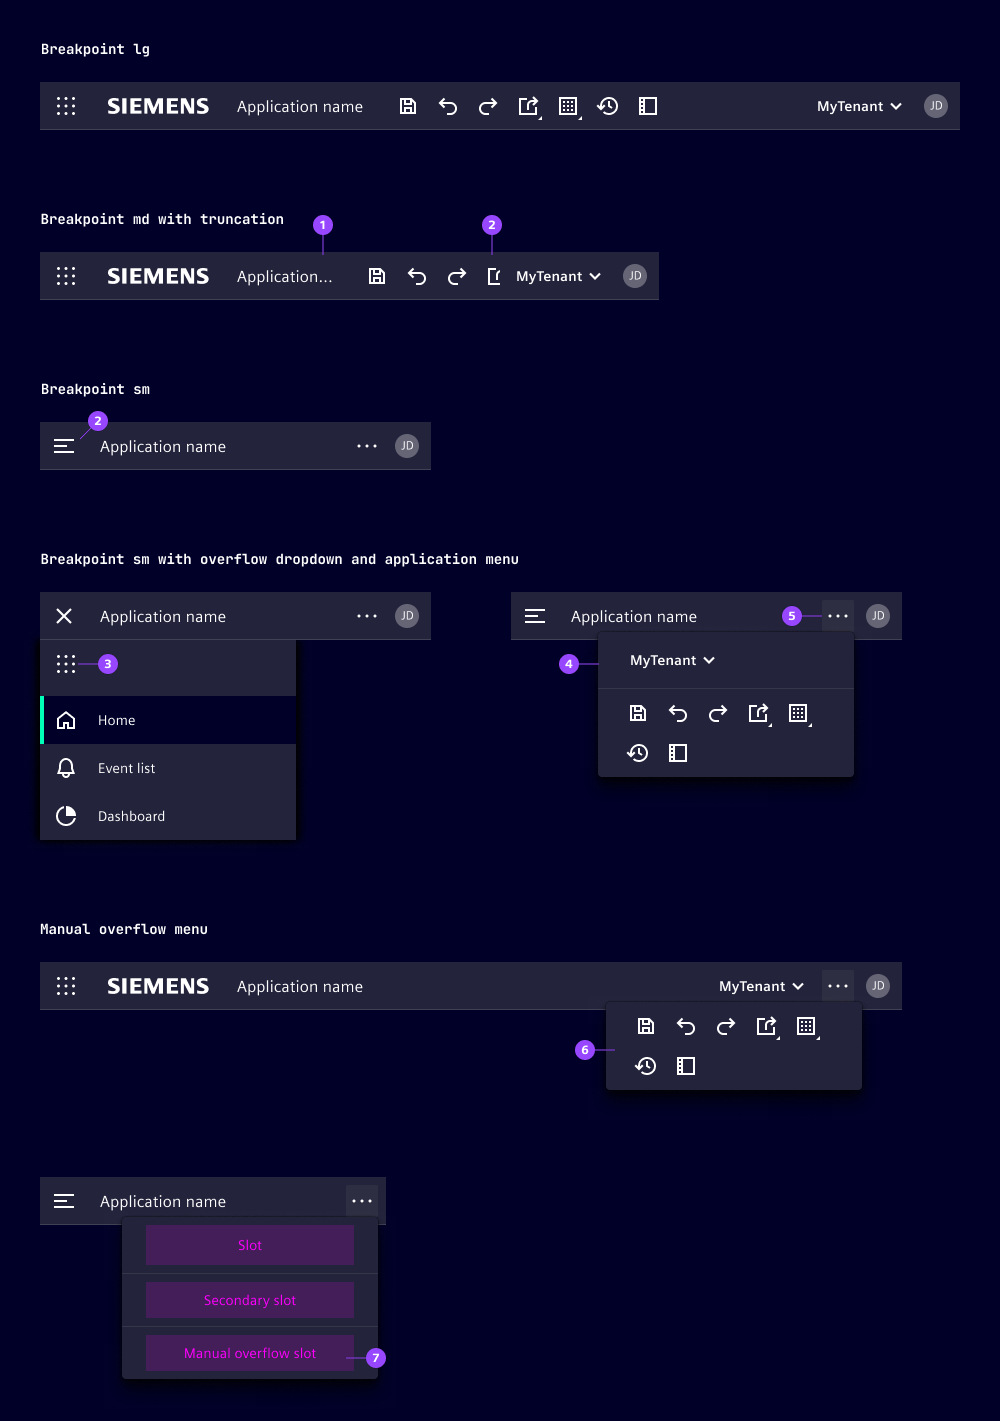 Breakpoint lg
SIEMENS Application name MyTenant JD
Breakpoint md with truncation
1 2
SIEMENS Application... MyTenant JD
Breakpoint sm
2
Application name JD
Breakpoint sm with overflow dropdown and application menu
Application name JD
3
Home
Event list
Dashboard
Application name 5 JD
4 MyTenant
Manual overflow menu
SIEMENS Application name MyTenant JD
6
Application name
Slot
Secondary slot
Manual overflow slot 7